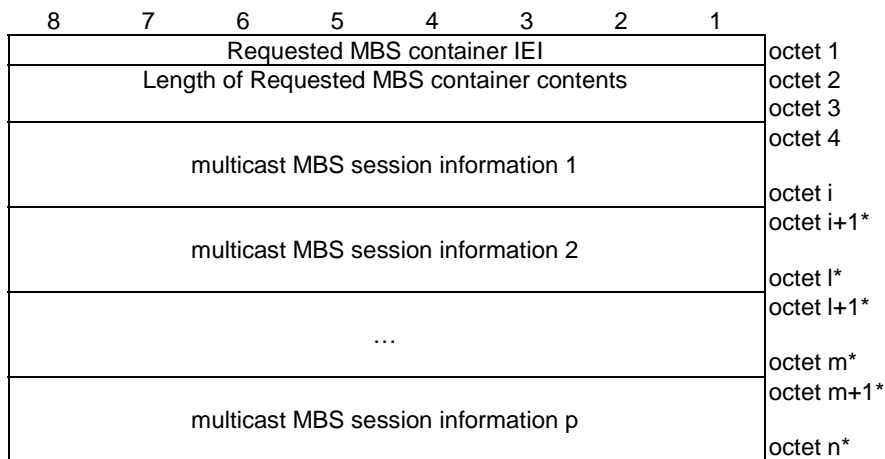 8 7 6 5 4 3 2 1
Requested MBS container IEI octet 1
Length of Requested MBS container contents octet 2
octet 3
octet 4
multicast MBS session information 1
octet i
octet i+1*
multicast MBS session information 2
octet l*
octet l+1*
…
octet m*
octet m+1*
multicast MBS session information p
octet n*